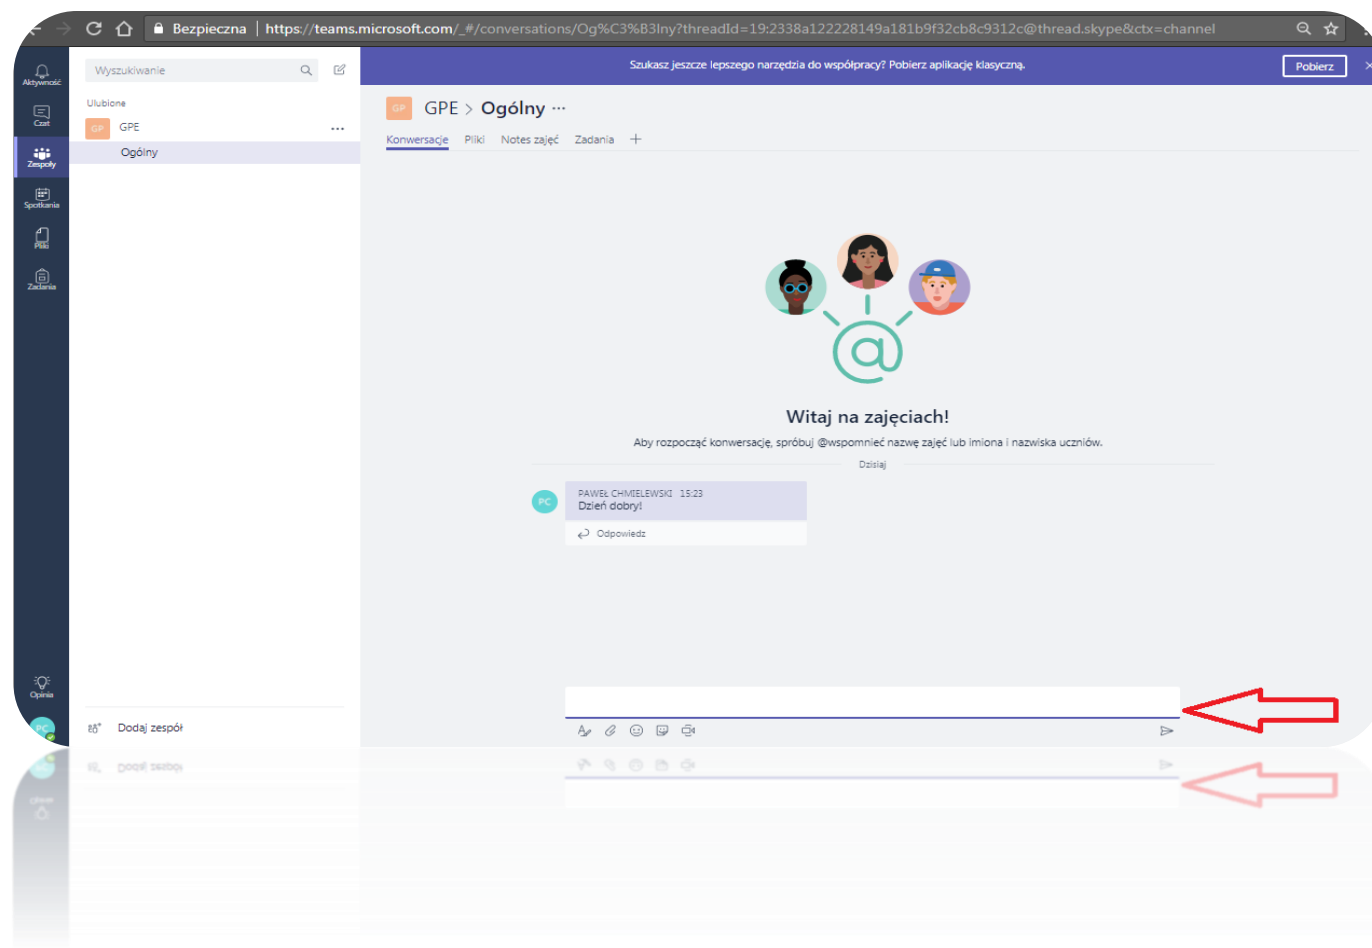 Bezpieczna | https://teams.microsoft.com/_#/conversations/Og%C3%B3lny?threadId=19:2338a122228149a181b9f32cb8c9312c@thread.skype&ctx=channel
Szukasz jeszcze lepszego narzędzia do współpracy? Pobierz aplikację klasyczną.
Pobierz
Aktywność
Czat
Zespoły
Spotkania
Pliki
Zadania
Opinia
PC
Wyszukiwanie
Ulubione
GP GPE ...
Ogólny
Dodaj zespół
GP GPE > Ogólny ...
Konwersacje Pliki Notes zajęć Zadania +
@
Witaj na zajęciach!
Aby rozpocząć konwersację, spróbuj @wspomnieć nazwę zajęć lub imiona i nazwiska uczniów.
Dzisiaj
PC
PAWEŁ CHMIELEWSKI 15:23
Dzień dobry!
Odpowiedz